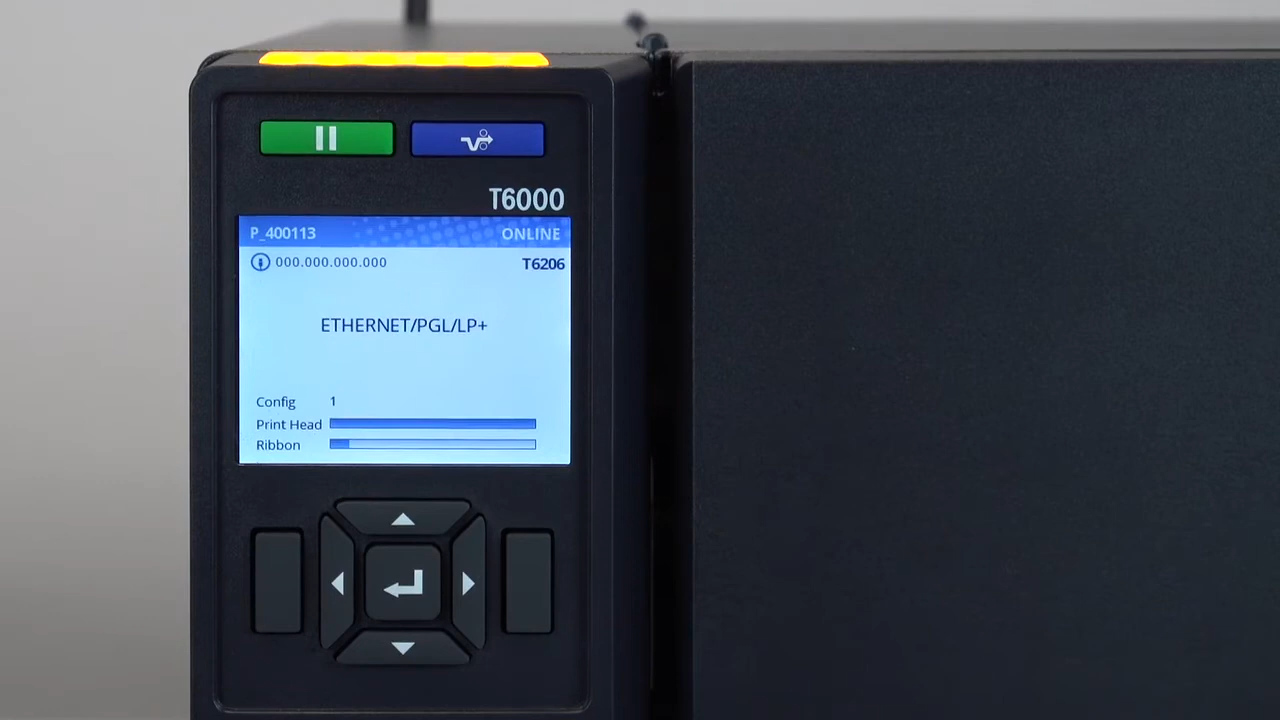 T6000
P_400113 ONLINE
000.000.000.000 T6206
ETHERNET/PGL/LP+
Config 1
Print Head
Ribbon